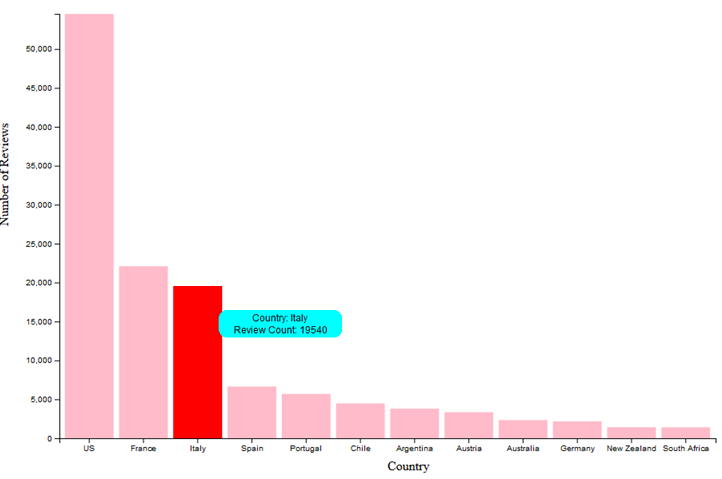 50,000
45,000
40,000
35,000
30,000
25,000
20,000
15,000
10,000
5,000
0
Number of Reviews
Country: Italy
Review Count: 19540
US France Italy Spain Portugal Chile Argentina Austria Australia Germany New Zealand South Africa
Country